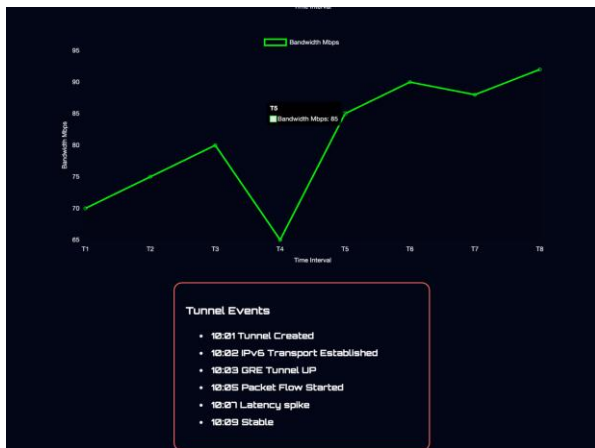 Time Interval
Bandwidth Mbps
95
90
85
80
75
70
65
Bandwidth Mbps
T5
Bandwidth Mbps: 85
T1 T2 T3 T4 T5 T6 T7 T8
Time Interval
Tunnel Events
• 10:01 Tunnel Created
• 10:02 IPv6 Transport Established
• 10:03 GRE Tunnel UP
• 10:05 Packet Flow Started
• 10:07 Latency spike
• 10:09 Stable